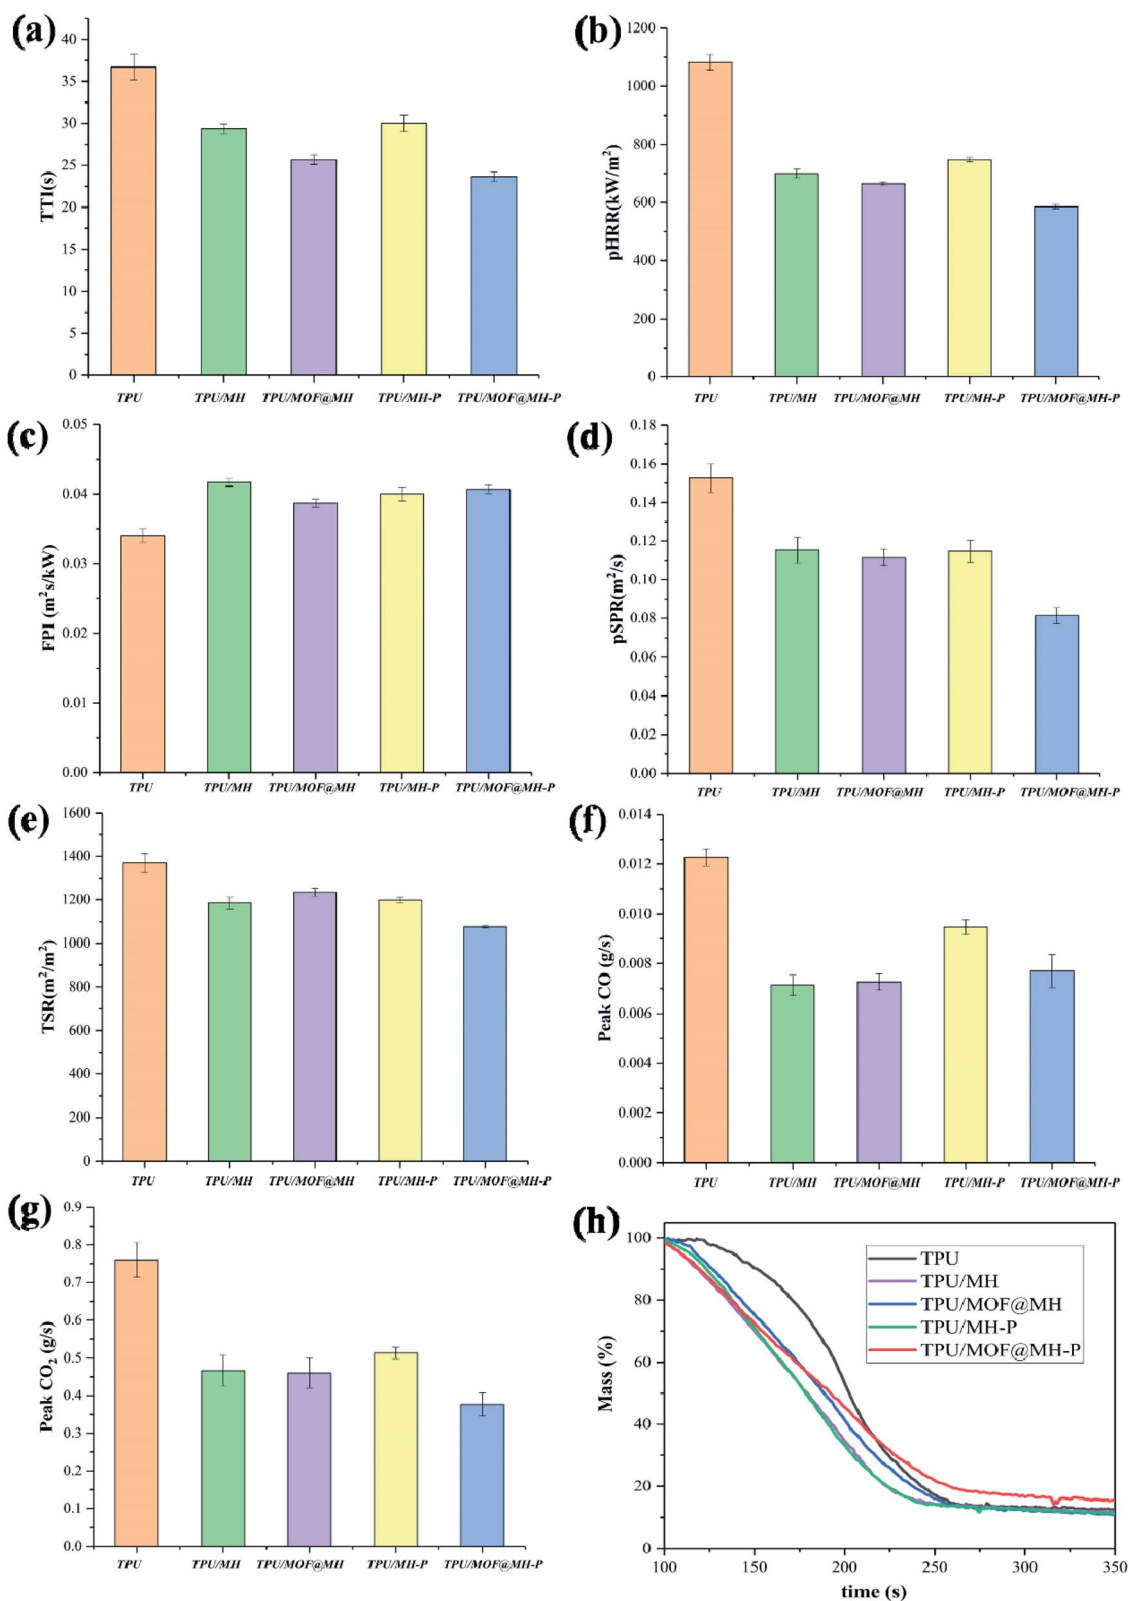 (a)
TTI(s)
40
35
30
25
20
15
10
5
0
TPU TPU/MH TPU/MOF@MH TPU/MH-P TPU/MOF@MH-P
(b)
pHRR(kW/m²)
1200
1000
800
600
400
200
0
TPU TPU/MH TPU/MOF@MH TPU/MH-P TPU/MOF@MH-P
(c)
FPI (m²s/kW)
0.05
0.04
0.03
0.02
0.01
0.00
TPU TPU/MH TPU/MOF@MH TPU/MH-P TPU/MOF@MH-P
(d)
pSPR(m²/s)
0.18
0.16
0.14
0.12
0.10
0.08
0.06
0.04
0.02
0.00
TPU TPU/MH TPU/MOF@MH TPU/MH-P TPU/MOF@MH-P
(e)
TSR(m²/m²)
1600
1400
1200
1000
800
600
400
200
0
TPU TPU/MH TPU/MOF@MH TPU/MH-P TPU/MOF@MH-P
(f)
Peak CO (g/s)
0.014
0.012
0.010
0.008
0.006
0.004
0.002
0.000
TPU TPU/MH TPU/MOF@MH TPU/MH-P TPU/MOF@MH-P
(g)
Peak CO₂ (g/s)
0.9
0.8
0.7
0.6
0.5
0.4
0.3
0.2
0.1
0.0
TPU TPU/MH TPU/MOF@MH TPU/MH-P TPU/MOF@MH-P
(h)
Mass (%)
100
80
60
40
20
0
TPU
TPU/MH
TPU/MOF@MH
TPU/MH-P
TPU/MOF@MH-P
100 150 200 250 300 350
time (s)